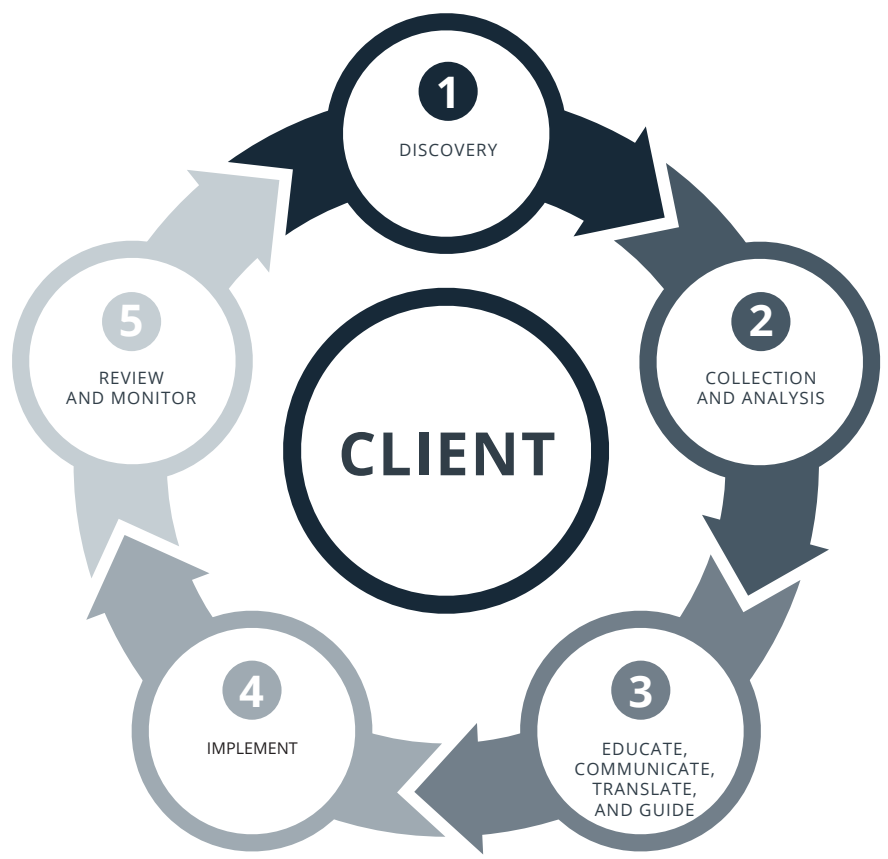 1
DISCOVERY
2
COLLECTION
AND ANALYSIS
3
EDUCATE,
COMMUNICATE,
TRANSLATE,
AND GUIDE
4
IMPLEMENT
5
REVIEW
AND MONITOR
CLIENT